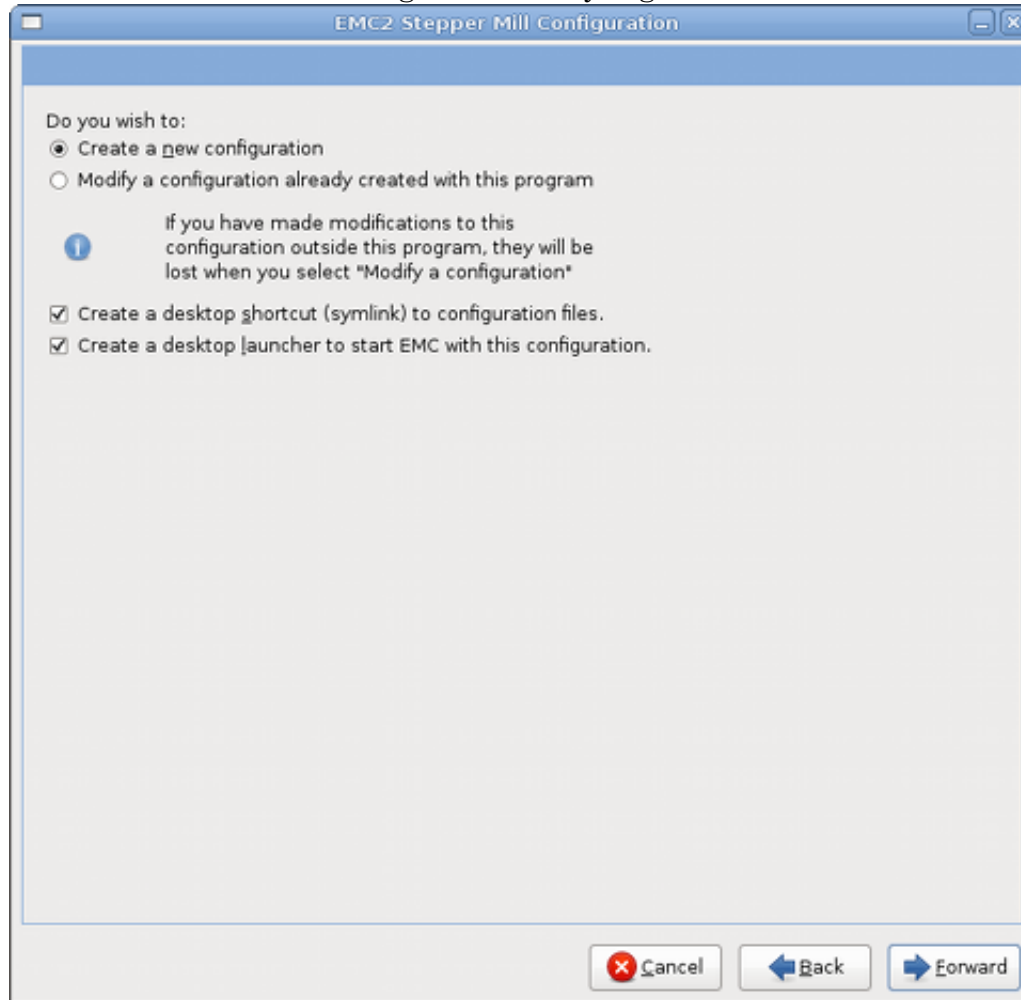 EMC2 Stepper Mill Configuration
Do you wish to:
Create a new configuration
Modify a configuration already created with this program
If you have made modifications to this
configuration outside this program, they will be
lost when you select "Modify a configuration"
Create a desktop shortcut (symlink) to configuration files.
Create a desktop launcher to start EMC with this configuration.
Cancel
Back
Forward